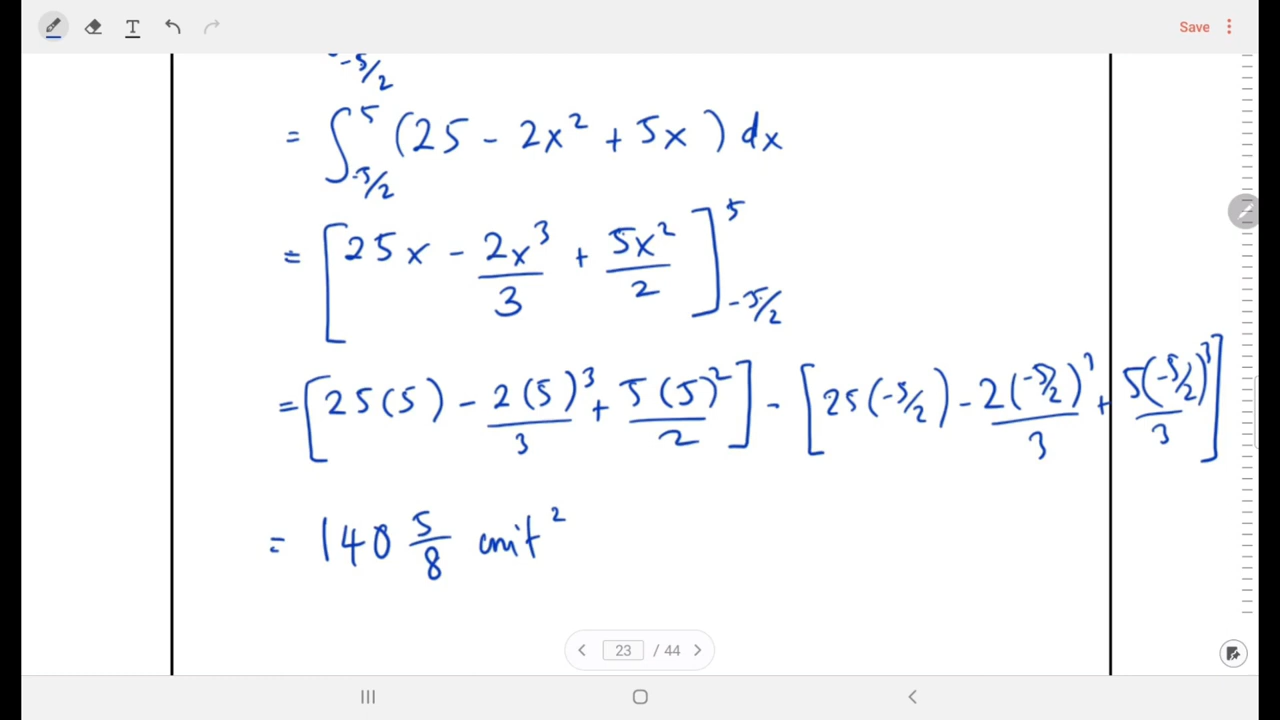 T Save
-5/2
= ∫_{-5/2}^{5} (25 - 2x² + 5x) dx
= [25x - 2x³/3 + 5x²/2]_{-5/2}^{5}
= [25(5) - 2(5)³/3 + 5(5)²/2] - [25(-5/2) - 2(-5/2)³/3 + 5(-5/2)³/3]
= 140 5/8 unit²
23 / 44